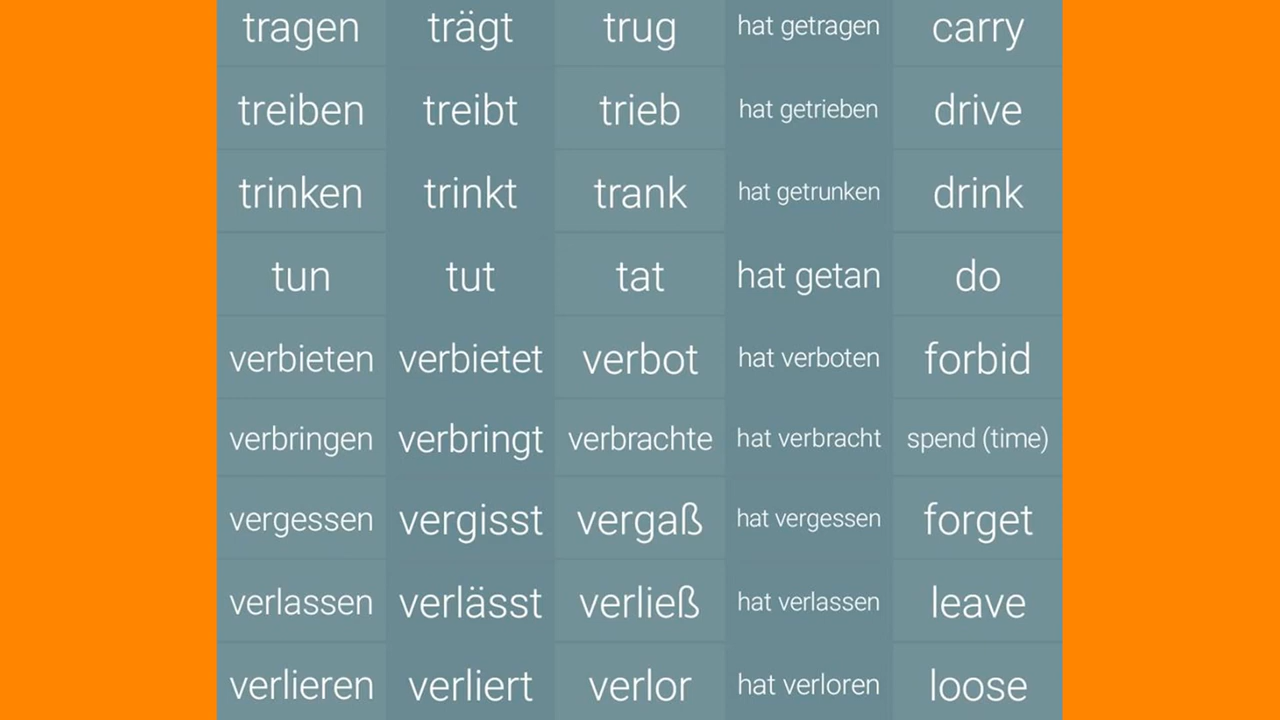 tragen trägt trug hat getragen carry
treiben treibt trieb hat getrieben drive
trinken trinkt trank hat getrunken drink
tun tut tat hat getan do
verbieten verbietet verbot hat verboten forbid
verbringen verbringt verbrachte hat verbracht spend (time)
vergessen vergisst vergaß hat vergessen forget
verlassen verlässt verließ hat verlassen leave
verlieren verliert verlor hat verloren loose